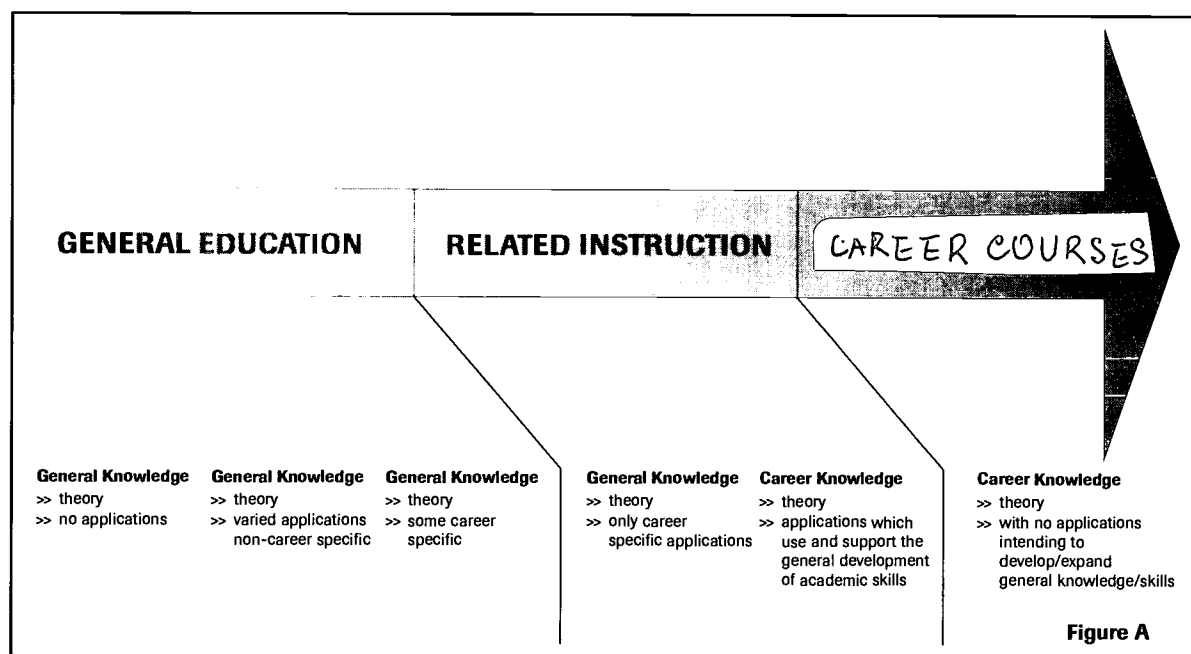 GENERAL EDUCATION
RELATED INSTRUCTION
CAREER COURSES
General Knowledge
>> theory
>> no applications
General Knowledge
>> theory
>> varied applications
non-career specific
General Knowledge
>> theory
>> some career
specific
General Knowledge
>> theory
>> only career
specific applications
Career Knowledge
>> theory
>> applications which
use and support the
general development
of academic skills
Career Knowledge
>> theory
>> with no applications
intending to
develop/expand
general knowledge/skills
Figure A